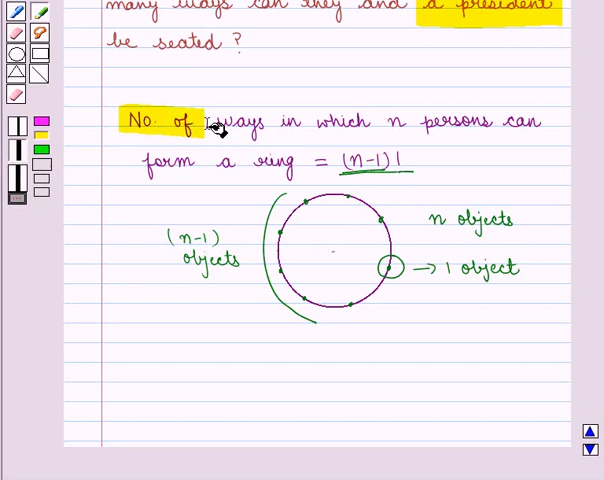 many ways can they and a president
be seated ?
No. of ways in which n persons can
form a ring = (n-1)!
n objects
(n-1)
objects
→ 1 object